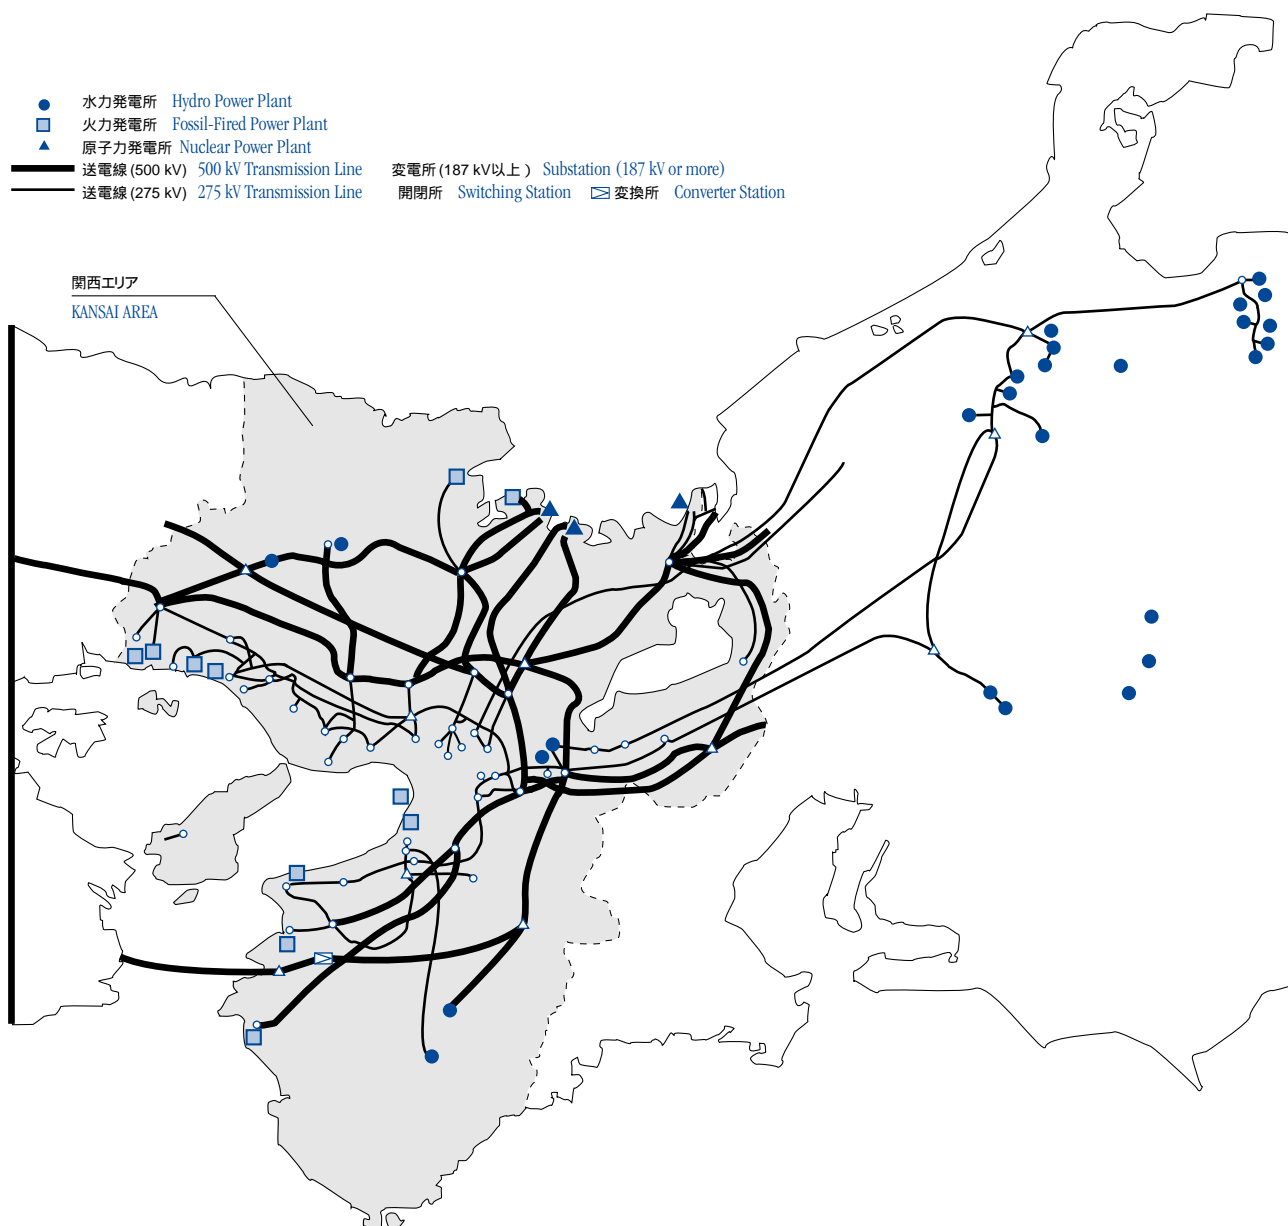 水力発電所 Hydro Power Plant
火力発電所 Fossil-Fired Power Plant
原子力発電所 Nuclear Power Plant
送電線 (500 kV) 500 kV Transmission Line 変電所 (187 kV以上 ) Substation (187 kV or more)
送電線 (275 kV) 275 kV Transmission Line 開閉所 Switching Station 変換所 Converter Station
関西エリア
KANSAI AREA